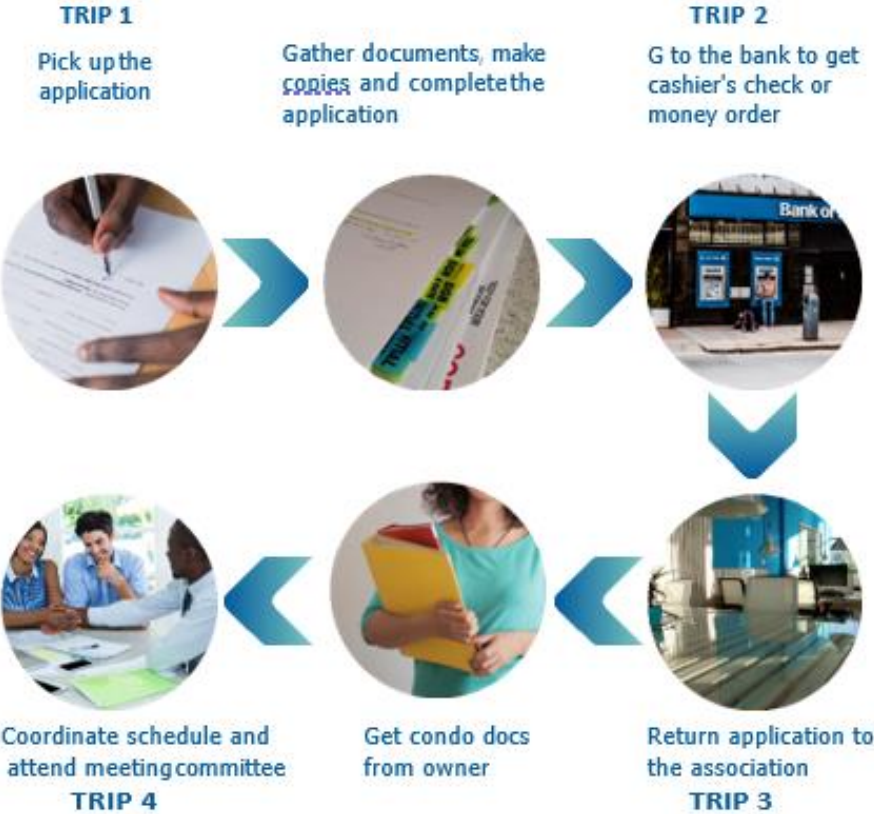 TRIP 1
Pick up the
application
Gather documents, make
copies and complete the
application
TRIP 2
G to the bank to get
cashier's check or
money order
Bank of
Return application to
the association
TRIP 3
Get condo docs
from owner
Coordinate schedule and
attend meeting committee
TRIP 4